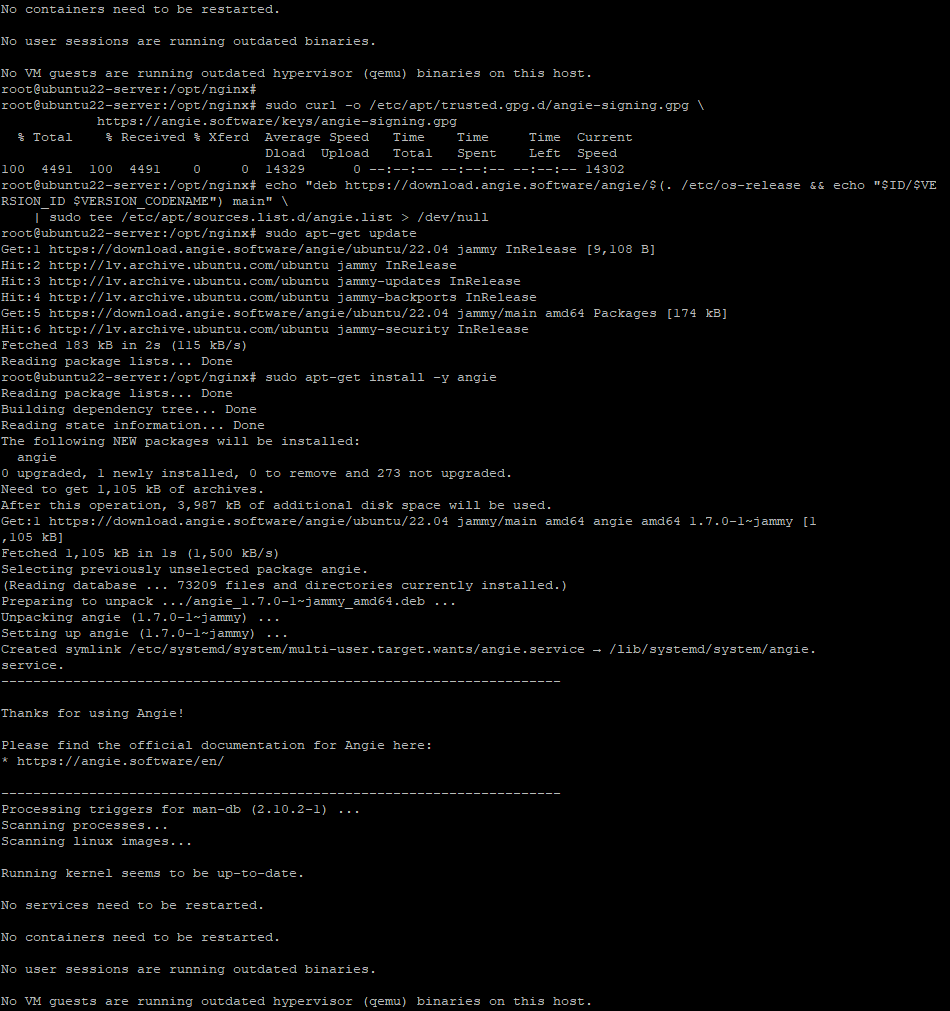 No containers need to be restarted.
No user sessions are running outdated binaries.
No VM guests are running outdated hypervisor (qemu) binaries on this host.
root@ubuntu22-server:/opt/nginx#
root@ubuntu22-server:/opt/nginx# sudo curl -o /etc/apt/trusted.gpg.d/angie-signing.gpg \
            https://angie.software/keys/angie-signing.gpg
  % Total    % Received % Xferd  Average Speed   Time    Time     Time  Current
                                 Dload  Upload   Total   Spent    Left  Speed
100  4491  100  4491    0     0  14329      0 --:--:-- --:--:-- --:--:-- 14302
root@ubuntu22-server:/opt/nginx# echo "deb https://download.angie.software/angie/$(. /etc/os-release && echo "$ID/$VE
RSION_ID $VERSION_CODENAME") main" \
    | sudo tee /etc/apt/sources.list.d/angie.list > /dev/null
root@ubuntu22-server:/opt/nginx# sudo apt-get update
Get:1 https://download.angie.software/angie/ubuntu/22.04 jammy InRelease [9,108 B]
Hit:2 http://lv.archive.ubuntu.com/ubuntu jammy InRelease
Hit:3 http://lv.archive.ubuntu.com/ubuntu jammy-updates InRelease
Hit:4 http://lv.archive.ubuntu.com/ubuntu jammy-backports InRelease
Get:5 https://download.angie.software/angie/ubuntu/22.04 jammy/main amd64 Packages [174 kB]
Hit:6 http://lv.archive.ubuntu.com/ubuntu jammy-security InRelease
Fetched 183 kB in 2s (115 kB/s)
Reading package lists... Done
root@ubuntu22-server:/opt/nginx# sudo apt-get install -y angie
Reading package lists... Done
Building dependency tree... Done
Reading state information... Done
The following NEW packages will be installed:
  angie
0 upgraded, 1 newly installed, 0 to remove and 273 not upgraded.
Need to get 1,105 kB of archives.
After this operation, 3,987 kB of additional disk space will be used.
Get:1 https://download.angie.software/angie/ubuntu/22.04 jammy/main amd64 angie amd64 1.7.0-1~jammy [1
,105 kB]
Fetched 1,105 kB in 1s (1,500 kB/s)
Selecting previously unselected package angie.
(Reading database ... 73209 files and directories currently installed.)
Preparing to unpack .../angie_1.7.0-1~jammy_amd64.deb ...
Unpacking angie (1.7.0-1~jammy) ...
Setting up angie (1.7.0-1~jammy) ...
Created symlink /etc/systemd/system/multi-user.target.wants/angie.service → /lib/systemd/system/angie.
service.
----------------------------------------------------------------------
Thanks for using Angie!
Please find the official documentation for Angie here:
* https://angie.software/en/
----------------------------------------------------------------------
Processing triggers for man-db (2.10.2-1) ...
Scanning processes...
Scanning linux images...
Running kernel seems to be up-to-date.
No services need to be restarted.
No containers need to be restarted.
No user sessions are running outdated binaries.
No VM guests are running outdated hypervisor (qemu) binaries on this host.